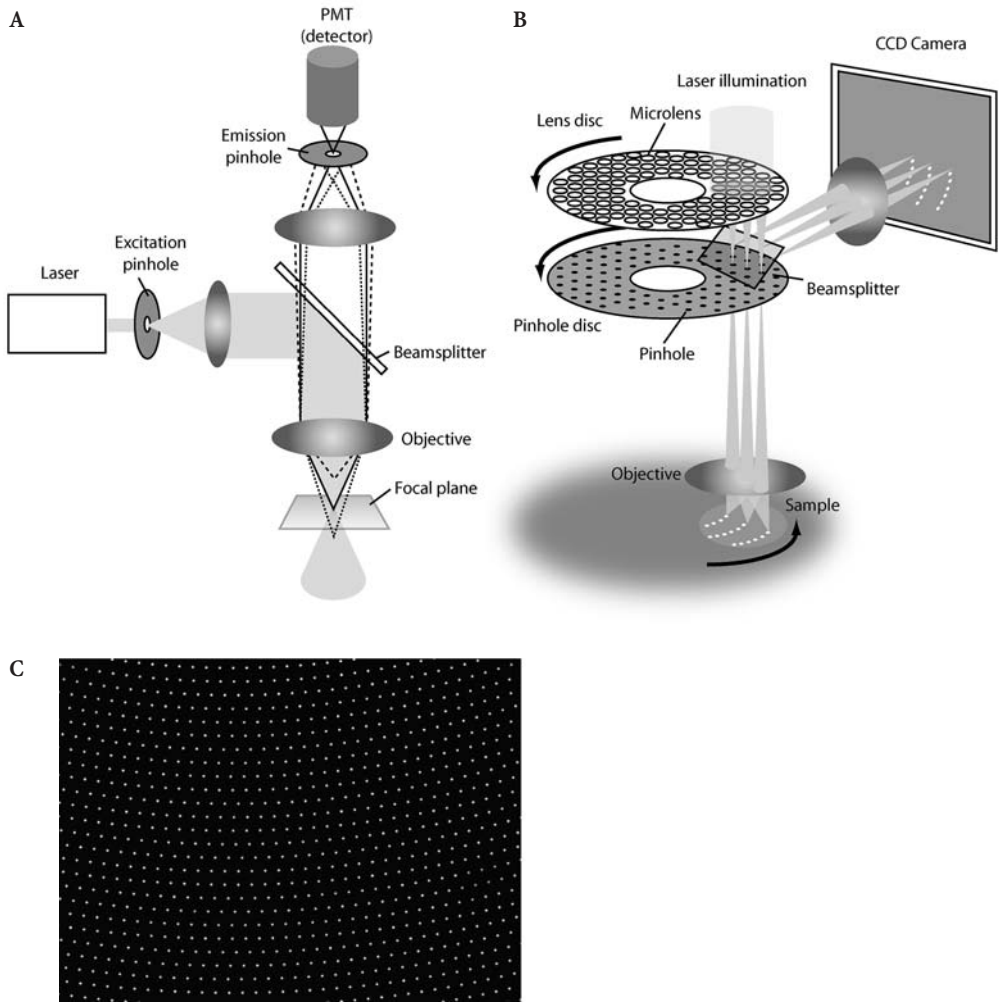 A
PMT
(detector)
Emission
pinhole
Excitation
pinhole
Laser
Beamsplitter
Objective
Focal plane
B
CCD Camera
Laser illumination
Microlens
Lens disc
Beamsplitter
Pinhole disc
Pinhole
Objective
Sample
C